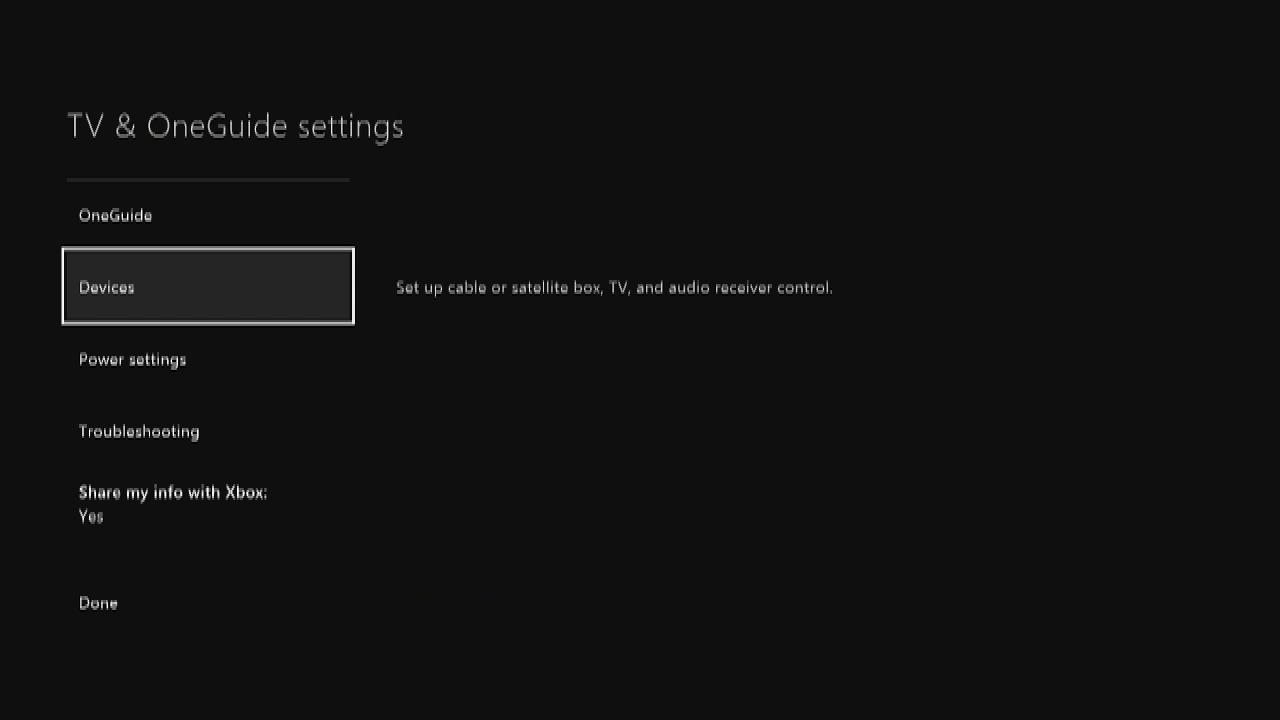 TV & OneGuide settings
OneGuide
Devices
Set up cable or satellite box, TV, and audio receiver control.
Power settings
Troubleshooting
Share my info with Xbox:
Yes
Done